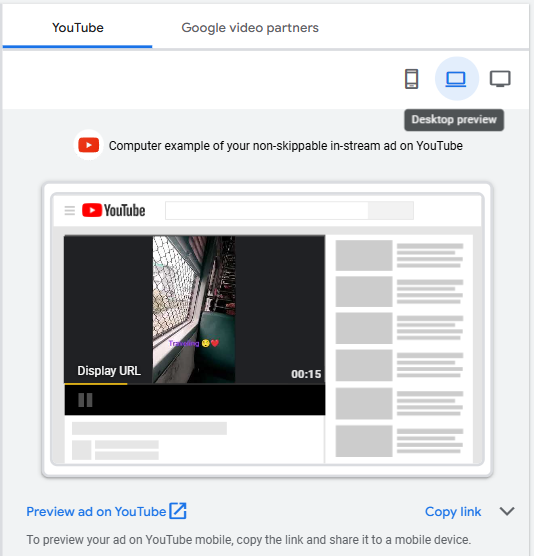 YouTube
Google video partners
Desktop preview
Computer example of your non-skippable in-stream ad on YouTube
YouTube
Traveling 😌❤️
Display URL
00:15
Preview ad on YouTube
Copy link
To preview your ad on YouTube mobile, copy the link and share it to a mobile device.